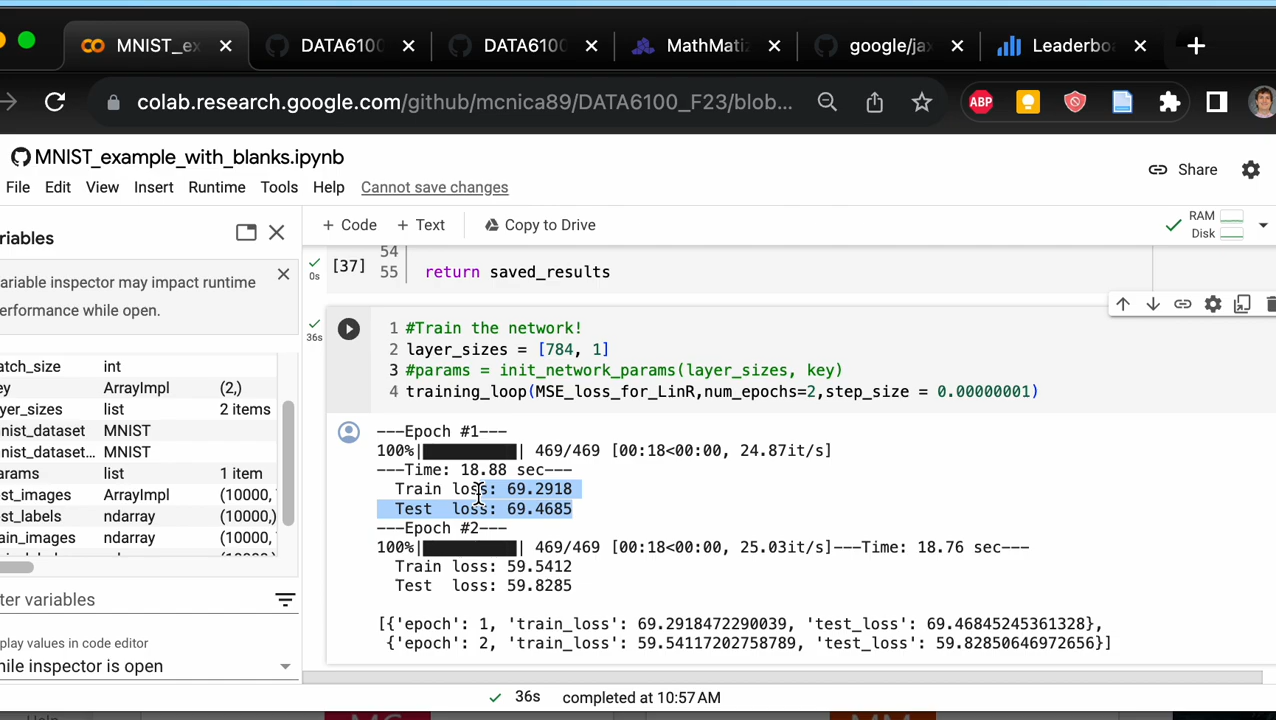 MNIST_ex
DATA6100
DATA6100
MathMati
google/jax
Leaderbo
colab.research.google.com/github/mcnica89/DATA6100_F23/blob...
ABP
MNIST_example_with_blanks.ipynb
Share
File Edit View Insert Runtime Tools Help Cannot save changes
+ Code + Text Copy to Drive
RAM
Disk
riables
ariable inspector may impact runtime
erformance while open.
atch_size int
ey ArrayImpl (2,)
yer_sizes list 2 items
nist_dataset MNIST
nist_dataset... MNIST
arams list 1 item
est_images ArrayImpl (10000,
est_labels ndarray (10000,)
ain_images ndarray (10000,
ter variables
play values in code editor
hile inspector is open
54
0s
[37] 55 return saved_results
36s
1 #Train the network!
2 layer_sizes = [784, 1]
3 #params = init_network_params(layer_sizes, key)
4 training_loop(MSE_loss_for_LinR,num_epochs=2,step_size = 0.00000001)
---Epoch #1---
100%|██████████| 469/469 [00:18<00:00, 24.87it/s]
---Time: 18.88 sec---
Train loss: 69.2918
Test loss: 69.4685
---Epoch #2---
100%|██████████| 469/469 [00:18<00:00, 25.03it/s]---Time: 18.76 sec---
Train loss: 59.5412
Test loss: 59.8285
[{'epoch': 1, 'train_loss': 69.2918472290039, 'test_loss': 69.46845245361328},
{'epoch': 2, 'train_loss': 59.54117202758789, 'test_loss': 59.82850646972656}]
36s completed at 10:57 AM